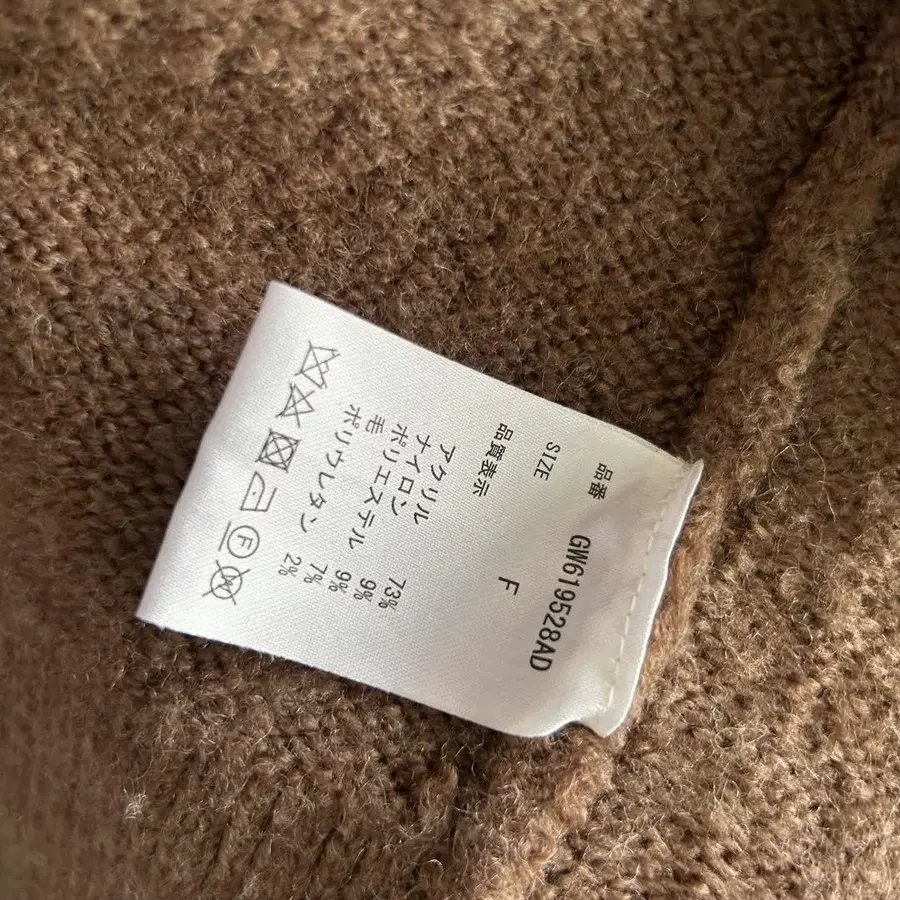 品番 GW619528AD
SIZE F
品質表示
アクリル 73%
ナイロン 9%
ポリエステル 9%
毛 7%
ポリウレタン 2%
F W